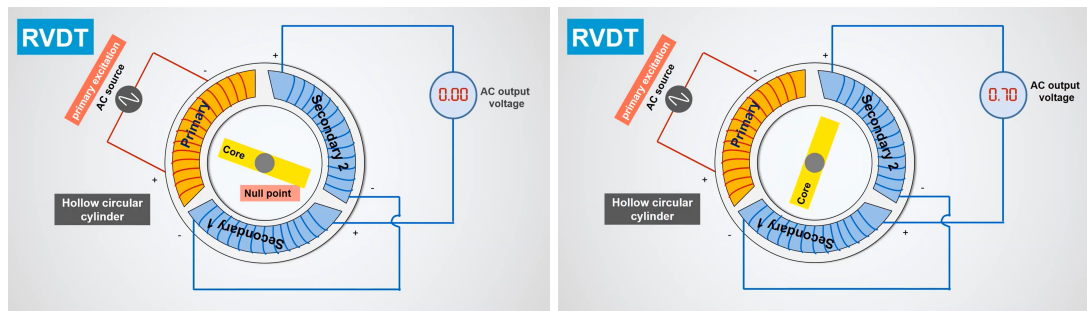 RVDT
primary excitation
AC source
-
+
Primary
Secondary 2
Secondary 1
+
-
-
+
Core
Null point
0.00
AC output
voltage
Hollow circular
cylinder
RVDT
primary excitation
AC source
-
+
Primary
Secondary 2
Secondary 1
+
-
-
+
Core
0.70
AC output
voltage
Hollow circular
cylinder